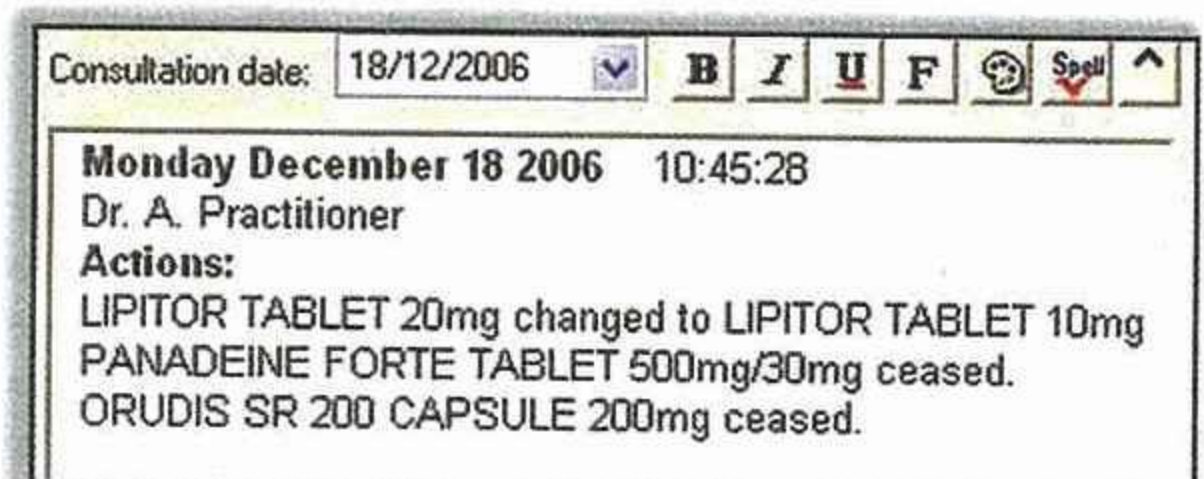 Consultation date: 18/12/2006 B I U F Spell
Monday December 18 2006 10:45:28
Dr. A. Practitioner
Actions:
LIPITOR TABLET 20mg changed to LIPITOR TABLET 10mg
PANADEINE FORTE TABLET 500mg/30mg ceased.
ORUDIS SR 200 CAPSULE 200mg ceased.